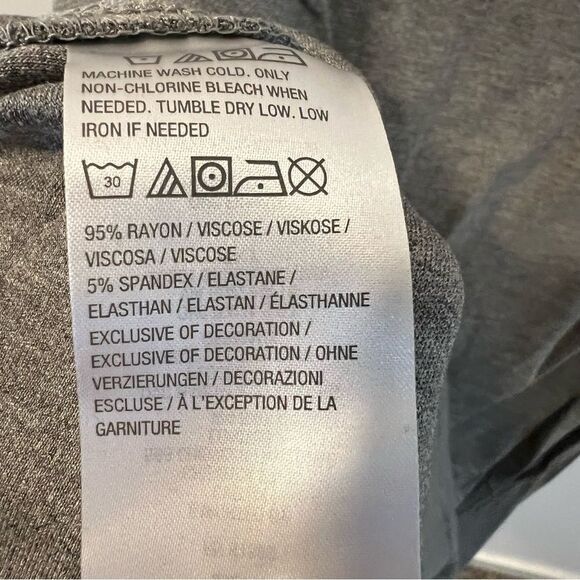 MACHINE WASH COLD. ONLY
NON-CHLORINE BLEACH WHEN
NEEDED. TUMBLE DRY LOW. LOW
IRON IF NEEDED
30
95% RAYON / VISCOSE / VISKOSE /
VISCOSA / VISCOSE
5% SPANDEX / ELASTANE /
ELASTHAN / ELASTAN / ÉLASTHANNE
EXCLUSIVE OF DECORATION /
EXCLUSIVE OF DECORATION / OHNE
VERZIERUNGEN / DECORAZIONI
ESCLUSE / À L'EXCEPTION DE LA
GARNITURE